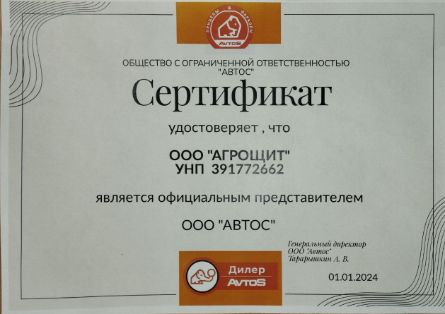 AVTOS
ОБЩЕСТВО С ОГРАНИЧЕННОЙ ОТВЕТСТВЕННОСТЬЮ
"АВТОС"
Сертификат
удостоверяет , что
ООО "АГРОЩИТ"
УНП 391772662
является официальным представителем
ООО "АВТОС"
Генеральный директор
ООО "Автос"
Тарарышкин А. В.
Дилер
AVTOS
01.01.2024